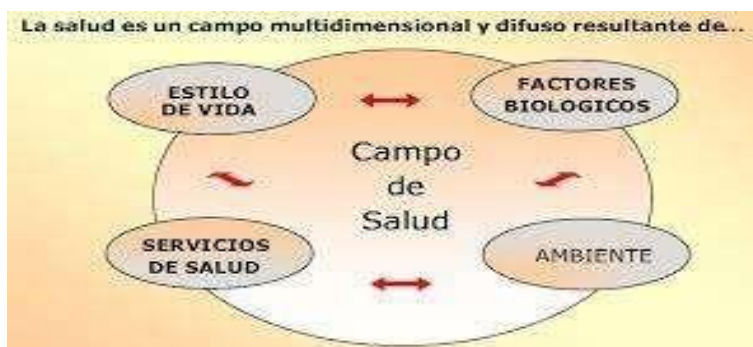 La salud es un campo multidimensional y difuso resultante de...
ESTILO
DE VIDA
FACTORES
BIOLOGICOS
Campo
de
Salud
SERVICIOS
DE SALUD
AMBIENTE